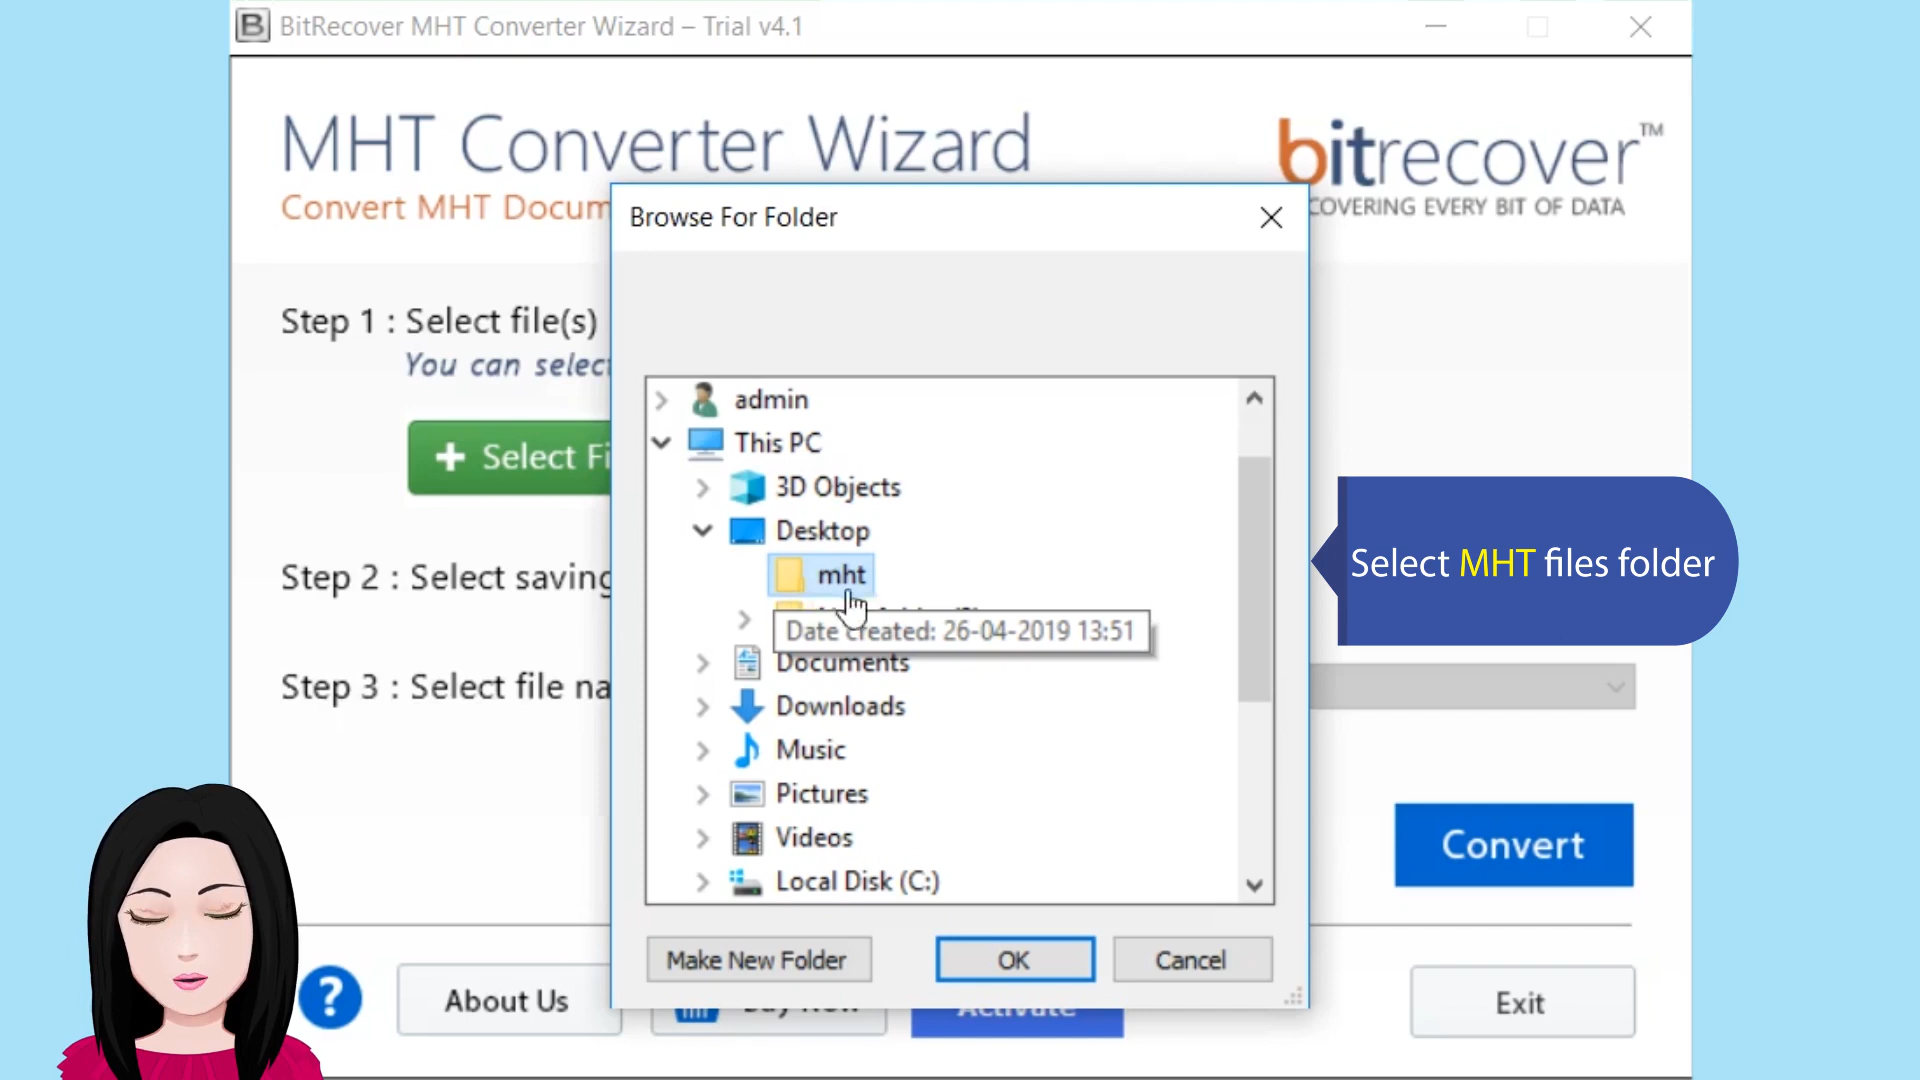 BitRecover MHT Converter Wizard – Trial v4.1
MHT Converter Wizard
Convert MHT Docum
bitrecover™
COVERING EVERY BIT OF DATA
Browse For Folder
Step 1 : Select file(s)
You can select
Select Fi
admin
This PC
3D Objects
Desktop
mht
Date created: 26-04-2019 13:51
Documents
Downloads
Music
Pictures
Videos
Local Disk (C:)
Select MHT files folder
Step 2 : Select saving
Step 3 : Select file na
Convert
Make New Folder
OK
Cancel
?
About Us
Buy Now
Activate
Exit